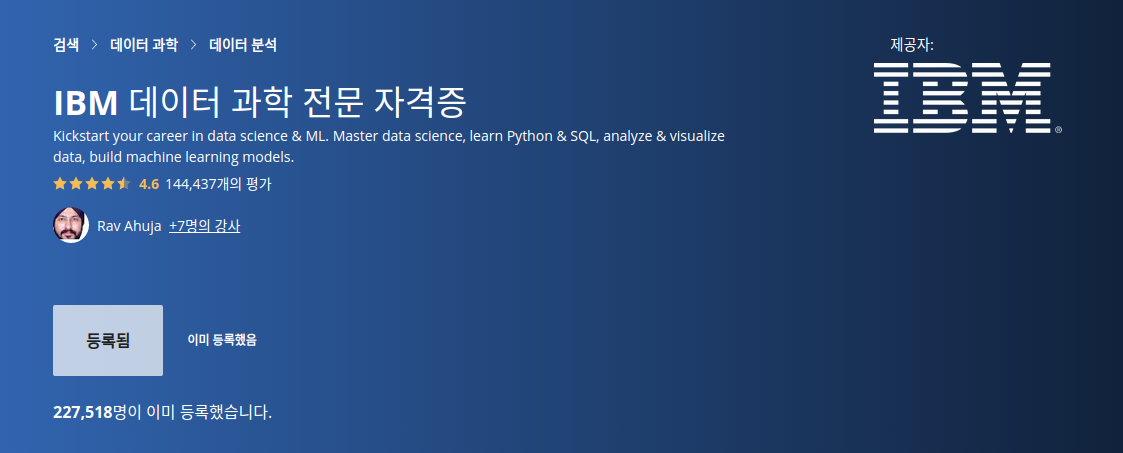 검색 > 데이터 과학 > 데이터 분석
제공자:
IBM®
IBM 데이터 과학 전문 자격증
Kickstart your career in data science & ML. Master data science, learn Python & SQL, analyze & visualize
data, build machine learning models.
4.6 144,437개의 평가
Rav Ahuja +7명의 강사
등록됨 이미 등록했음
227,518명이 이미 등록했습니다.